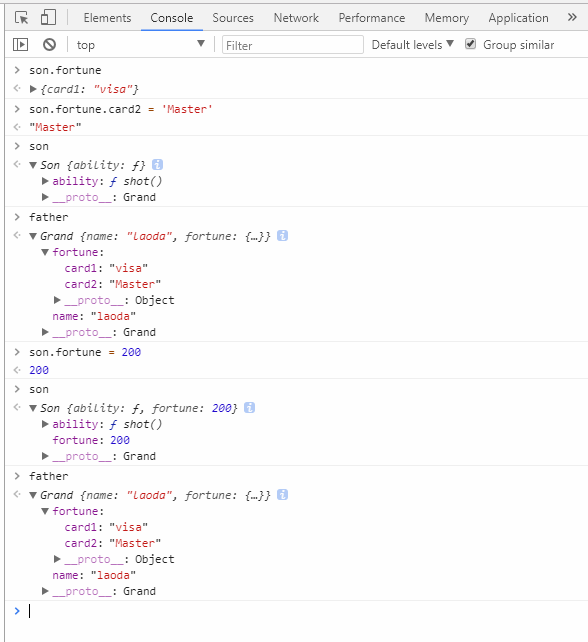 Elements Console Sources Network Performance Memory Application »
top ▼ Filter Default levels ▼ Group similar
> son.fortune
<· ▶ {card1: "visa"}
> son.fortune.card2 = 'Master'
<· "Master"
> son
<· ▼ Son {ability: ƒ} i
▶ ability: ƒ shot()
▶ __proto__: Grand
> father
<· ▼ Grand {name: "laoda", fortune: {…}} i
▼ fortune:
card1: "visa"
card2: "Master"
▶ __proto__: Object
name: "laoda"
▶ __proto__: Grand
> son.fortune = 200
<· 200
> son
<· ▼ Son {ability: ƒ, fortune: 200} i
▶ ability: ƒ shot()
fortune: 200
▶ __proto__: Grand
> father
<· ▼ Grand {name: "laoda", fortune: {…}} i
▼ fortune:
card1: "visa"
card2: "Master"
▶ __proto__: Object
name: "laoda"
▶ __proto__: Grand
>